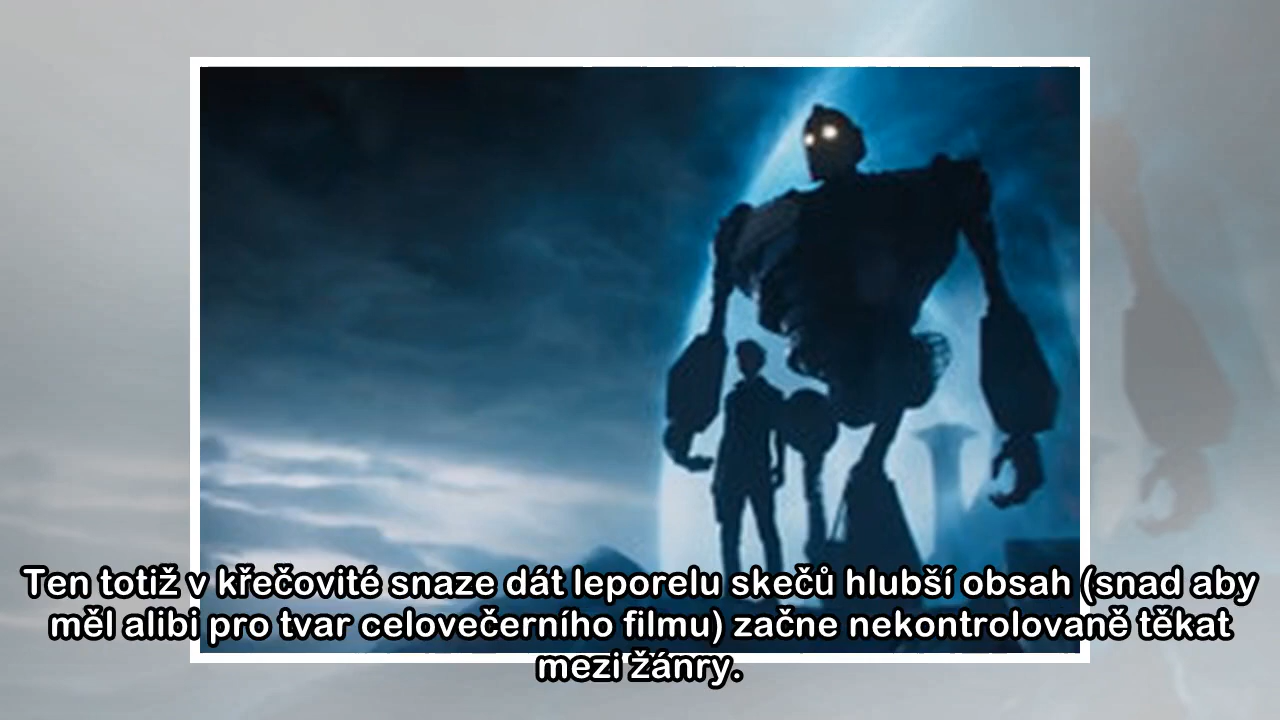 Ten totiž v křečovité snaze dát leporelu skečů hlubší obsah (snad aby
měl alibi pro tvar celovečerního filmu) začne nekontrolovaně těkat
mezi žánry.